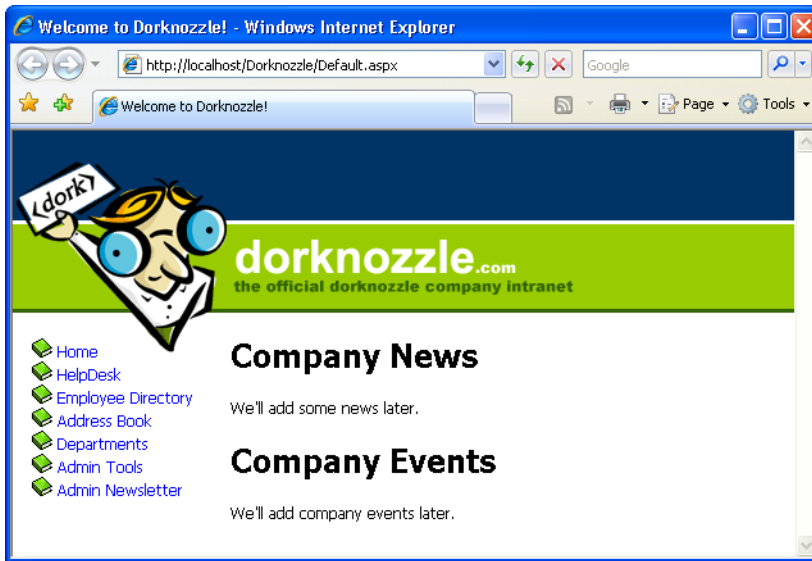 Welcome to Dorknozzle! - Windows Internet Explorer
http://localhost/Dorknozzle/Default.aspx
Google
Welcome to Dorknozzle!
Page
Tools
<dork>
dorknozzle.com
the official dorknozzle company intranet
Home
HelpDesk
Employee Directory
Address Book
Departments
Admin Tools
Admin Newsletter
Company News
We'll add some news later.
Company Events
We'll add company events later.